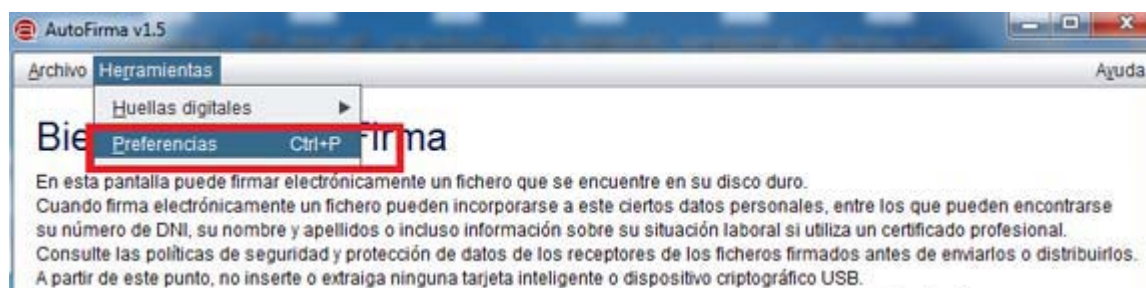 AutoFirma v1.5
Archivo Herramientas Ayuda
Huellas digitales
Preferencias Ctrl+P
Bie Firma
En esta pantalla puede firmar electrónicamente un fichero que se encuentre en su disco duro.
Cuando firma electrónicamente un fichero pueden incorporarse a este ciertos datos personales, entre los que pueden encontrarse
su número de DNI, su nombre y apellidos o incluso información sobre su situación laboral si utiliza un certificado profesional.
Consulte las políticas de seguridad y protección de datos de los receptores de los ficheros firmados antes de enviarlos o distribuirlos.
A partir de este punto, no inserte o extraiga ninguna tarjeta inteligente o dispositivo criptográfico USB.